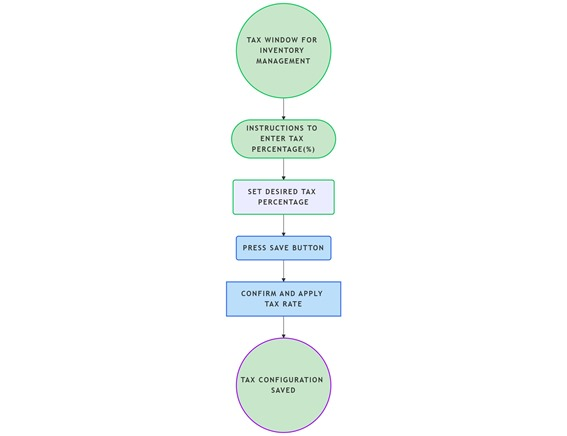 TAX WINDOW FOR
INVENTORY
MANAGEMENT
INSTRUCTIONS TO
ENTER TAX
PERCENTAGE(%)
SET DESIRED TAX
PERCENTAGE
PRESS SAVE BUTTON
CONFIRM AND APPLY
TAX RATE
TAX CONFIGURATION
SAVED